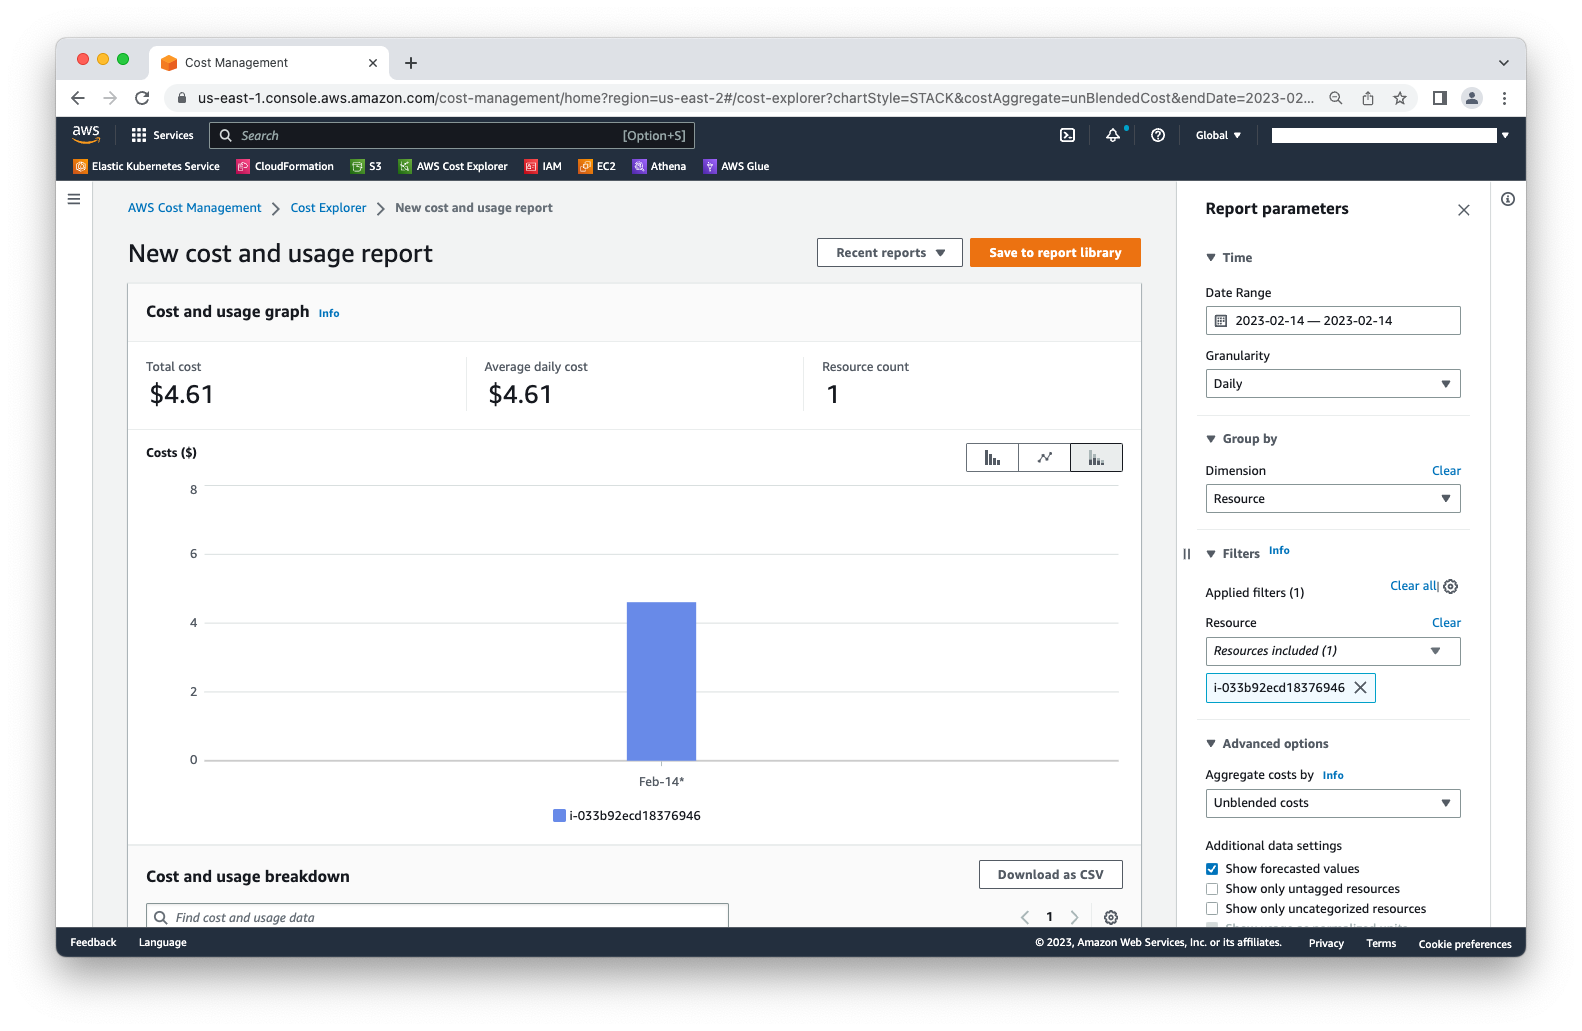 Cost Management
us-east-1.console.aws.amazon.com/cost-management/home?region=us-east-2#/cost-explorer?chartStyle=STACK&costAggregate=unBlendedCost&endDate=2023-02...
aws Services Search [Option+S] Global
Elastic Kubernetes Service CloudFormation S3 AWS Cost Explorer IAM EC2 Athena AWS Glue
AWS Cost Management Cost Explorer New cost and usage report
New cost and usage report
Recent reports Save to report library
Cost and usage graph Info
Total cost Average daily cost Resource count
$4.61 $4.61 1
Costs ($)
8
6
4
2
0
Feb-14*
i-033b92ecd18376946
Cost and usage breakdown Download as CSV
Find cost and usage data 1
Report parameters
Time
Date Range
2023-02-14 — 2023-02-14
Granularity
Daily
Group by
Dimension Clear
Resource
Filters Info
Applied filters (1) Clear all
Resource Clear
Resources included (1)
i-033b92ecd18376946
Advanced options
Aggregate costs by Info
Unblended costs
Additional data settings
Show forecasted values
Show only untagged resources
Show only uncategorized resources
Feedback Language © 2023, Amazon Web Services, Inc. or its affiliates. Privacy Terms Cookie preferences